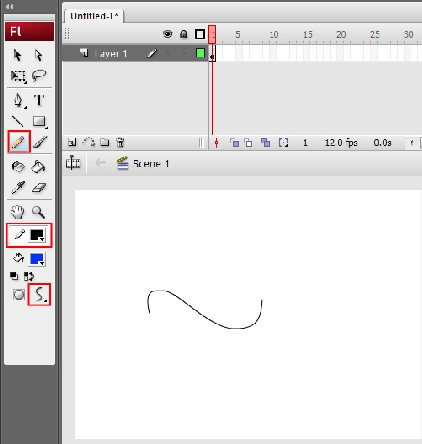 Fl
Untitled-1*
Layer 1
1 5 10 15 20 25 30
1 12.0 fps 0.0s
Scene 1
T